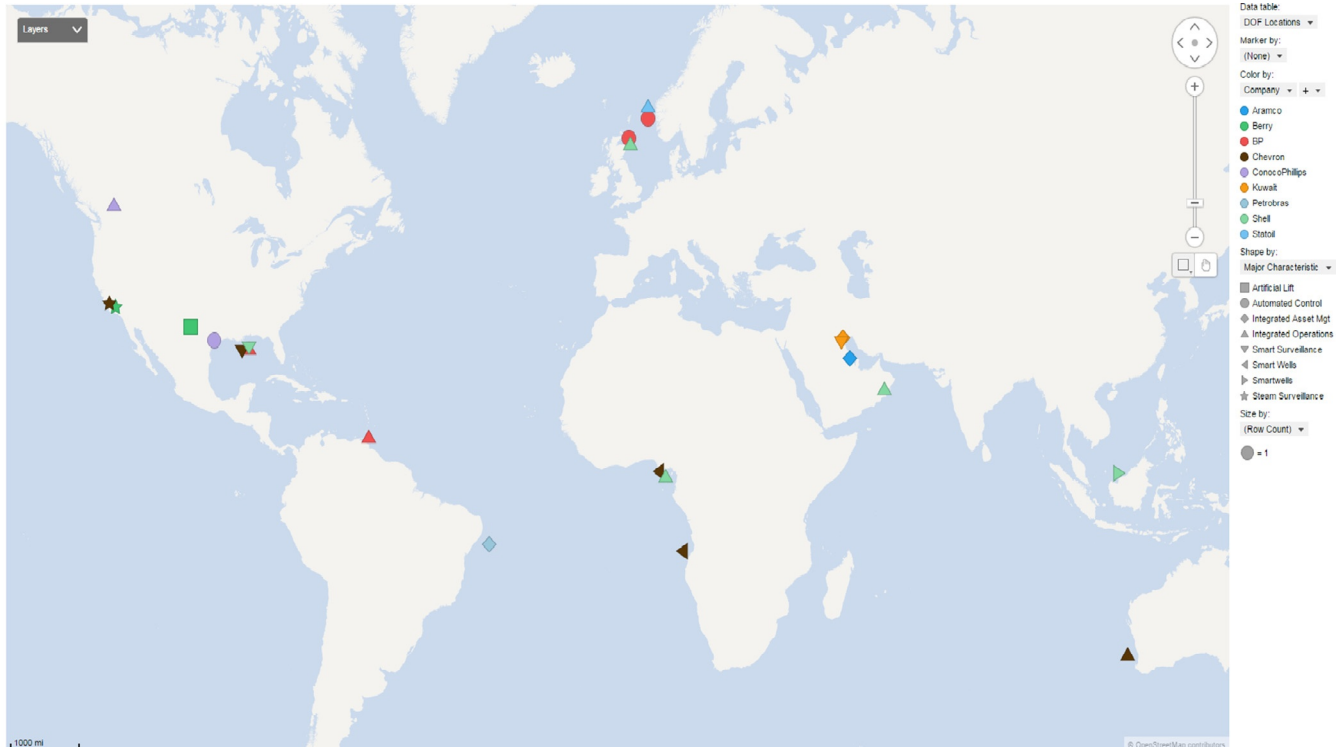 Layers
Data table:
DOF Locations
Marker by:
(None)
Color by:
Company
+
Aramco
Berry
BP
Chevron
ConocoPhillips
Kuwait
Petrobras
Shell
Statoil
Shape by:
Major Characteristic
Artificial Lift
Automated Control
Integrated Asset Mgt
Integrated Operations
Smart Surveillance
Smart Wells
Smartwells
Steam Surveillance
Size by:
(Row Count)
= 1
1000 mi
© OpenStreetMap contributors